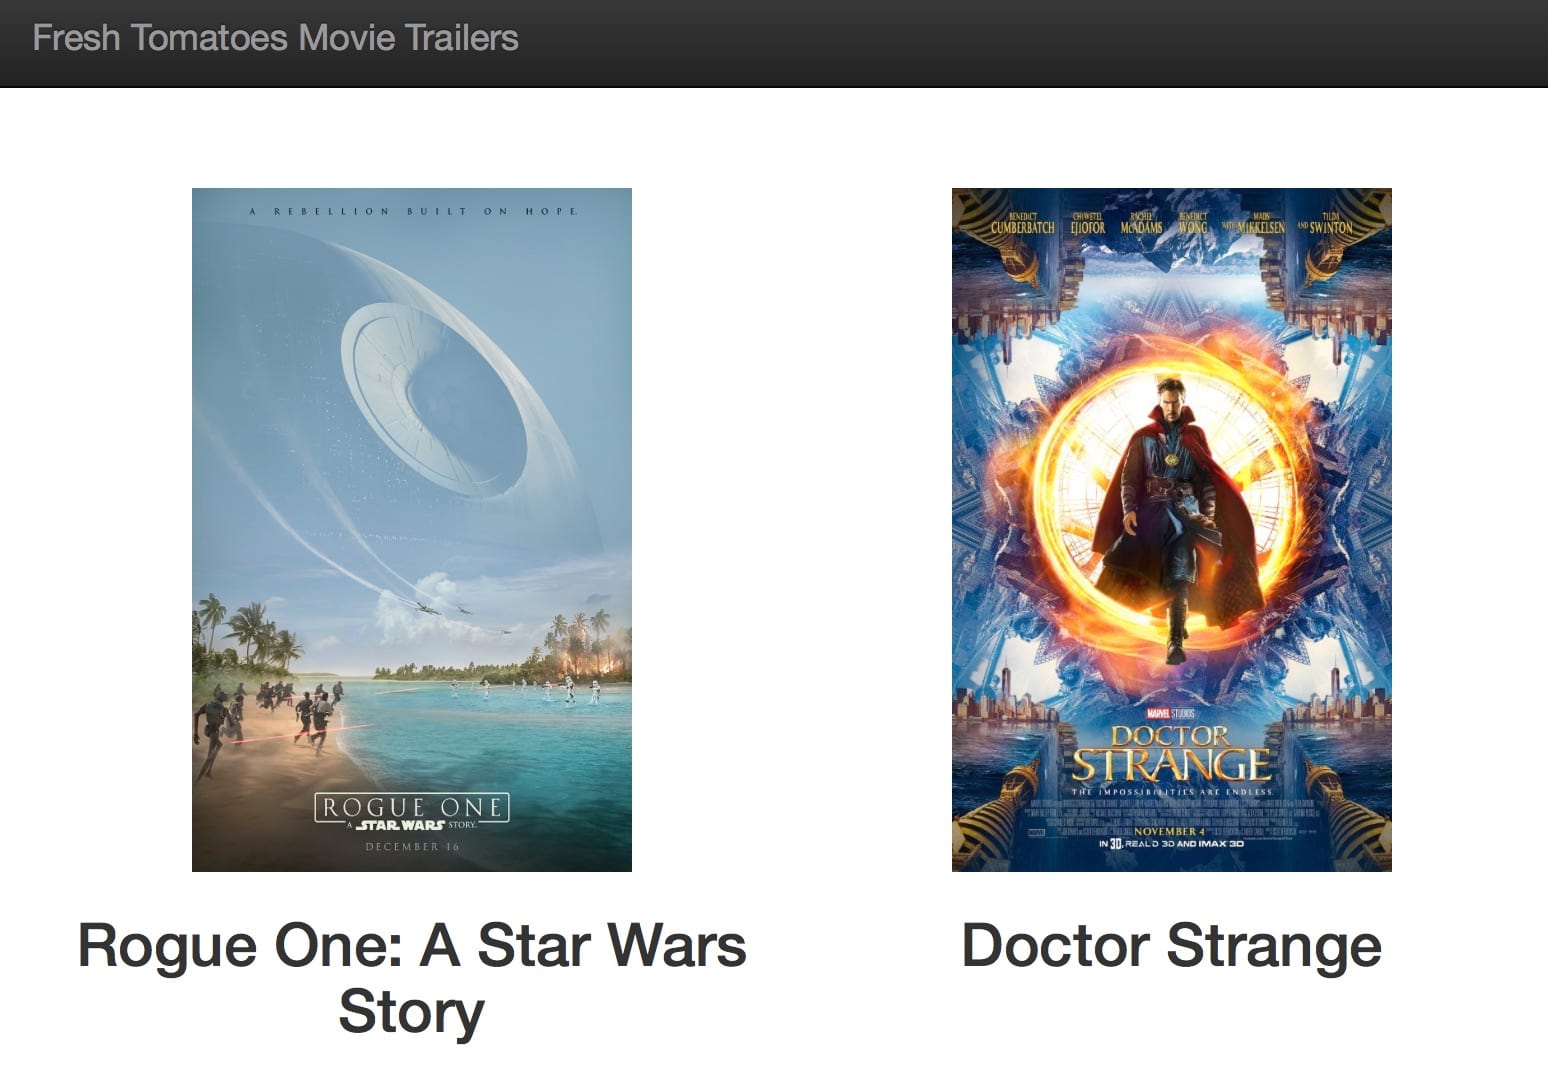 Fresh Tomatoes Movie Trailers
A REBELLION BUILT ON HOPE.
ROGUE ONE
A STAR WARS STORY.
DECEMBER 16
BENEDICT CUMBERBATCH CHIWETEL EJIOFOR RACHEL McADAMS BENEDICT WONG WITH MADS MIKKELSEN AND TILDA SWINTON
MARVEL STUDIOS
DOCTOR
STRANGE
THE IMPOSSIBILITIES ARE ENDLESS.
NOVEMBER 4
IN 3D, REAL D 3D AND IMAX 3D
Rogue One: A Star Wars
Story
Doctor Strange